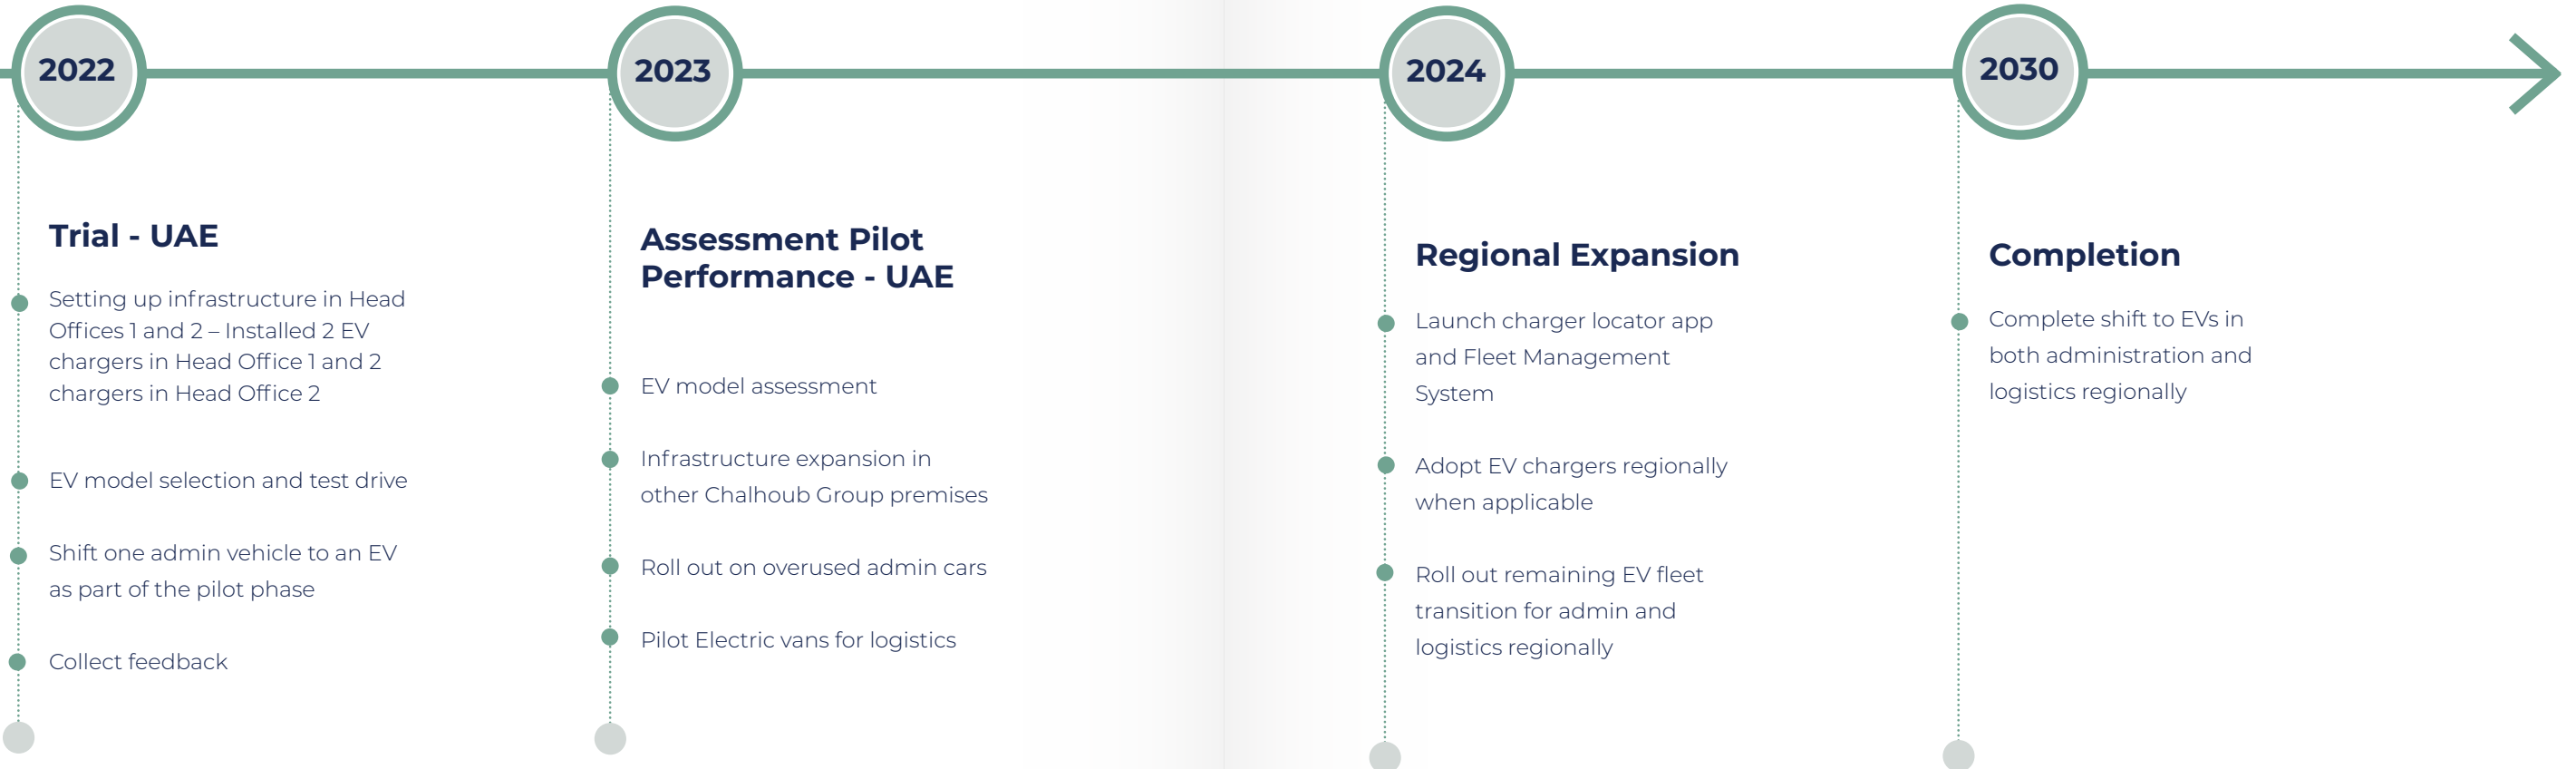 2022
2023
2024
2030
Trial - UAE
Setting up infrastructure in Head
Offices 1 and 2 – Installed 2 EV
chargers in Head Office 1 and 2
chargers in Head Office 2
EV model selection and test drive
Shift one admin vehicle to an EV
as part of the pilot phase
Collect feedback
Assessment Pilot
Performance - UAE
EV model assessment
Infrastructure expansion in
other Chalhoub Group premises
Roll out on overused admin cars
Pilot Electric vans for logistics
Regional Expansion
Launch charger locator app
and Fleet Management
System
Adopt EV chargers regionally
when applicable
Roll out remaining EV fleet
transition for admin and
logistics regionally
Completion
Complete shift to EVs in
both administration and
logistics regionally